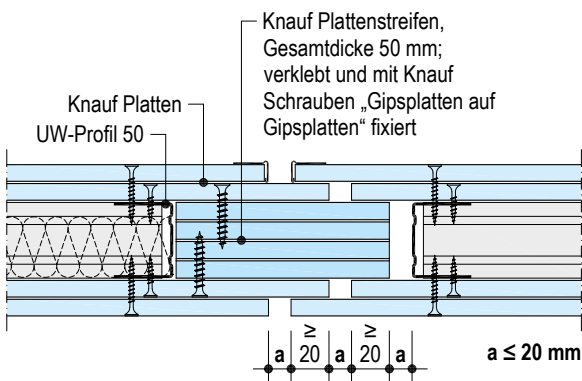 Knauf Plattenstreifen,
Gesamtdicke 50 mm;
verklebt und mit Knauf
Schrauben „Gipsplatten auf
Gipsplatten“ fixiert
Knauf Platten
UW-Profil 50
a ≥ 20 a ≥ 20 a
a ≤ 20 mm